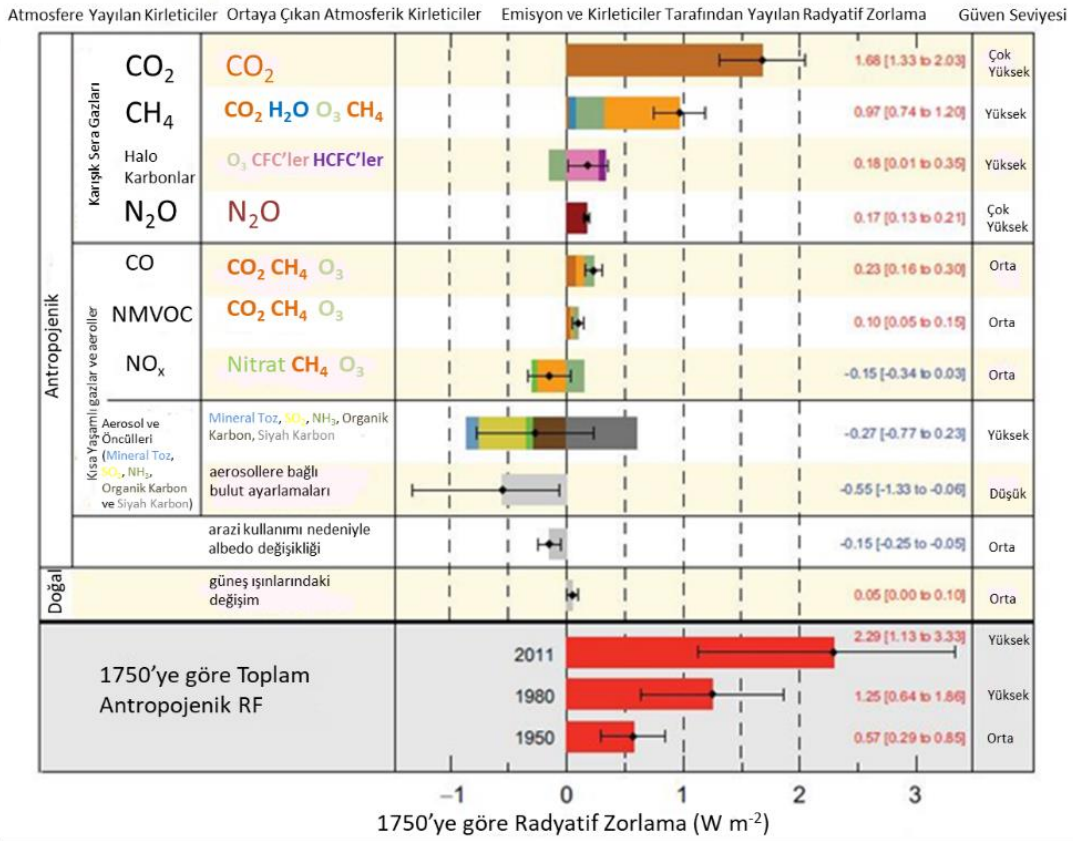 Atmosfere Yayılan Kirleticiler Ortaya Çıkan Atmosferik Kirleticiler Emisyon ve Kirleticiler Tarafından Yayılan Radyatif Zorlama Güven Seviyesi
Antropojenik
Karışık Sera Gazları
CO₂ CO₂ 1.68 [1.33 to 2.03] Çok
Yüksek
CH₄ CO₂ H₂O O₃ CH₄ 0.97 [0.74 to 1.20] Yüksek
Halo
Karbonlar
O₃ CFC'ler HCFC'ler 0.18 [0.01 to 0.35] Yüksek
N₂O N₂O 0.17 [0.13 to 0.21] Çok
Yüksek
Kısa Yaşamlı gazlar ve aeroller
CO CO₂ CH₄ O₃ 0.23 [0.16 to 0.30] Orta
NMVOC CO₂ CH₄ O₃ 0.10 [0.05 to 0.15] Orta
NOₓ Nitrat CH₄ O₃ -0.15 [-0.34 to 0.03] Orta
Aerosol ve
Öncülleri
(Mineral Toz,
SO₂, NH₃,
Organik Karbon
ve Siyah Karbon)
Mineral Toz, SO₂, NH₃, Organik
Karbon, Siyah Karbon
-0.27 [-0.77 to 0.23] Yüksek
aerosollere bağlı
bulut ayarlamaları
-0.55 [-1.33 to -0.06] Düşük
arazi kullanımı nedeniyle
albedo değişikliği
-0.15 [-0.25 to -0.05] Orta
Doğal
güneş ışınlarındaki
değişim
0.05 [0.00 to 0.10] Orta
1750'ye göre Toplam
Antropojenik RF
2011 2.29 [1.13 to 3.33] Yüksek
1980 1.25 [0.64 to 1.86] Yüksek
1950 0.57 [0.29 to 0.85] Orta
−1 0 1 2 3
1750'ye göre Radyatif Zorlama (W m⁻²)